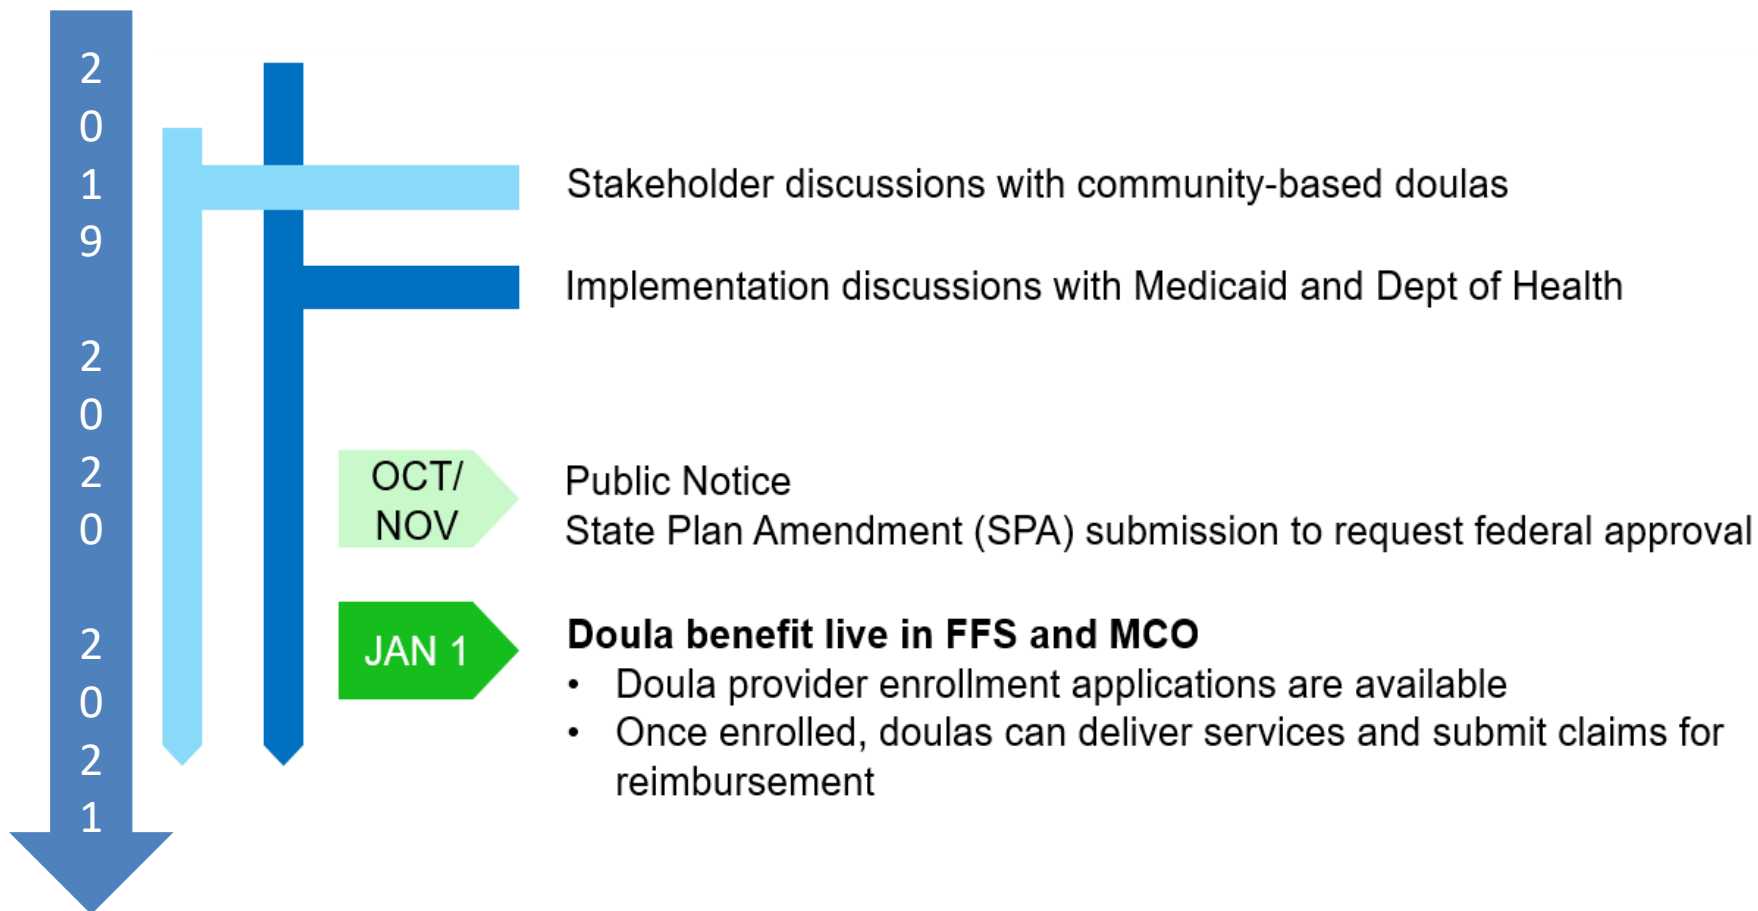 2
0
1
9
2
0
2
0
2
0
2
1
Stakeholder discussions with community-based doulas
Implementation discussions with Medicaid and Dept of Health
OCT/
NOV
Public Notice
State Plan Amendment (SPA) submission to request federal approval
JAN 1
Doula benefit live in FFS and MCO
• Doula provider enrollment applications are available
• Once enrolled, doulas can deliver services and submit claims for
reimbursement